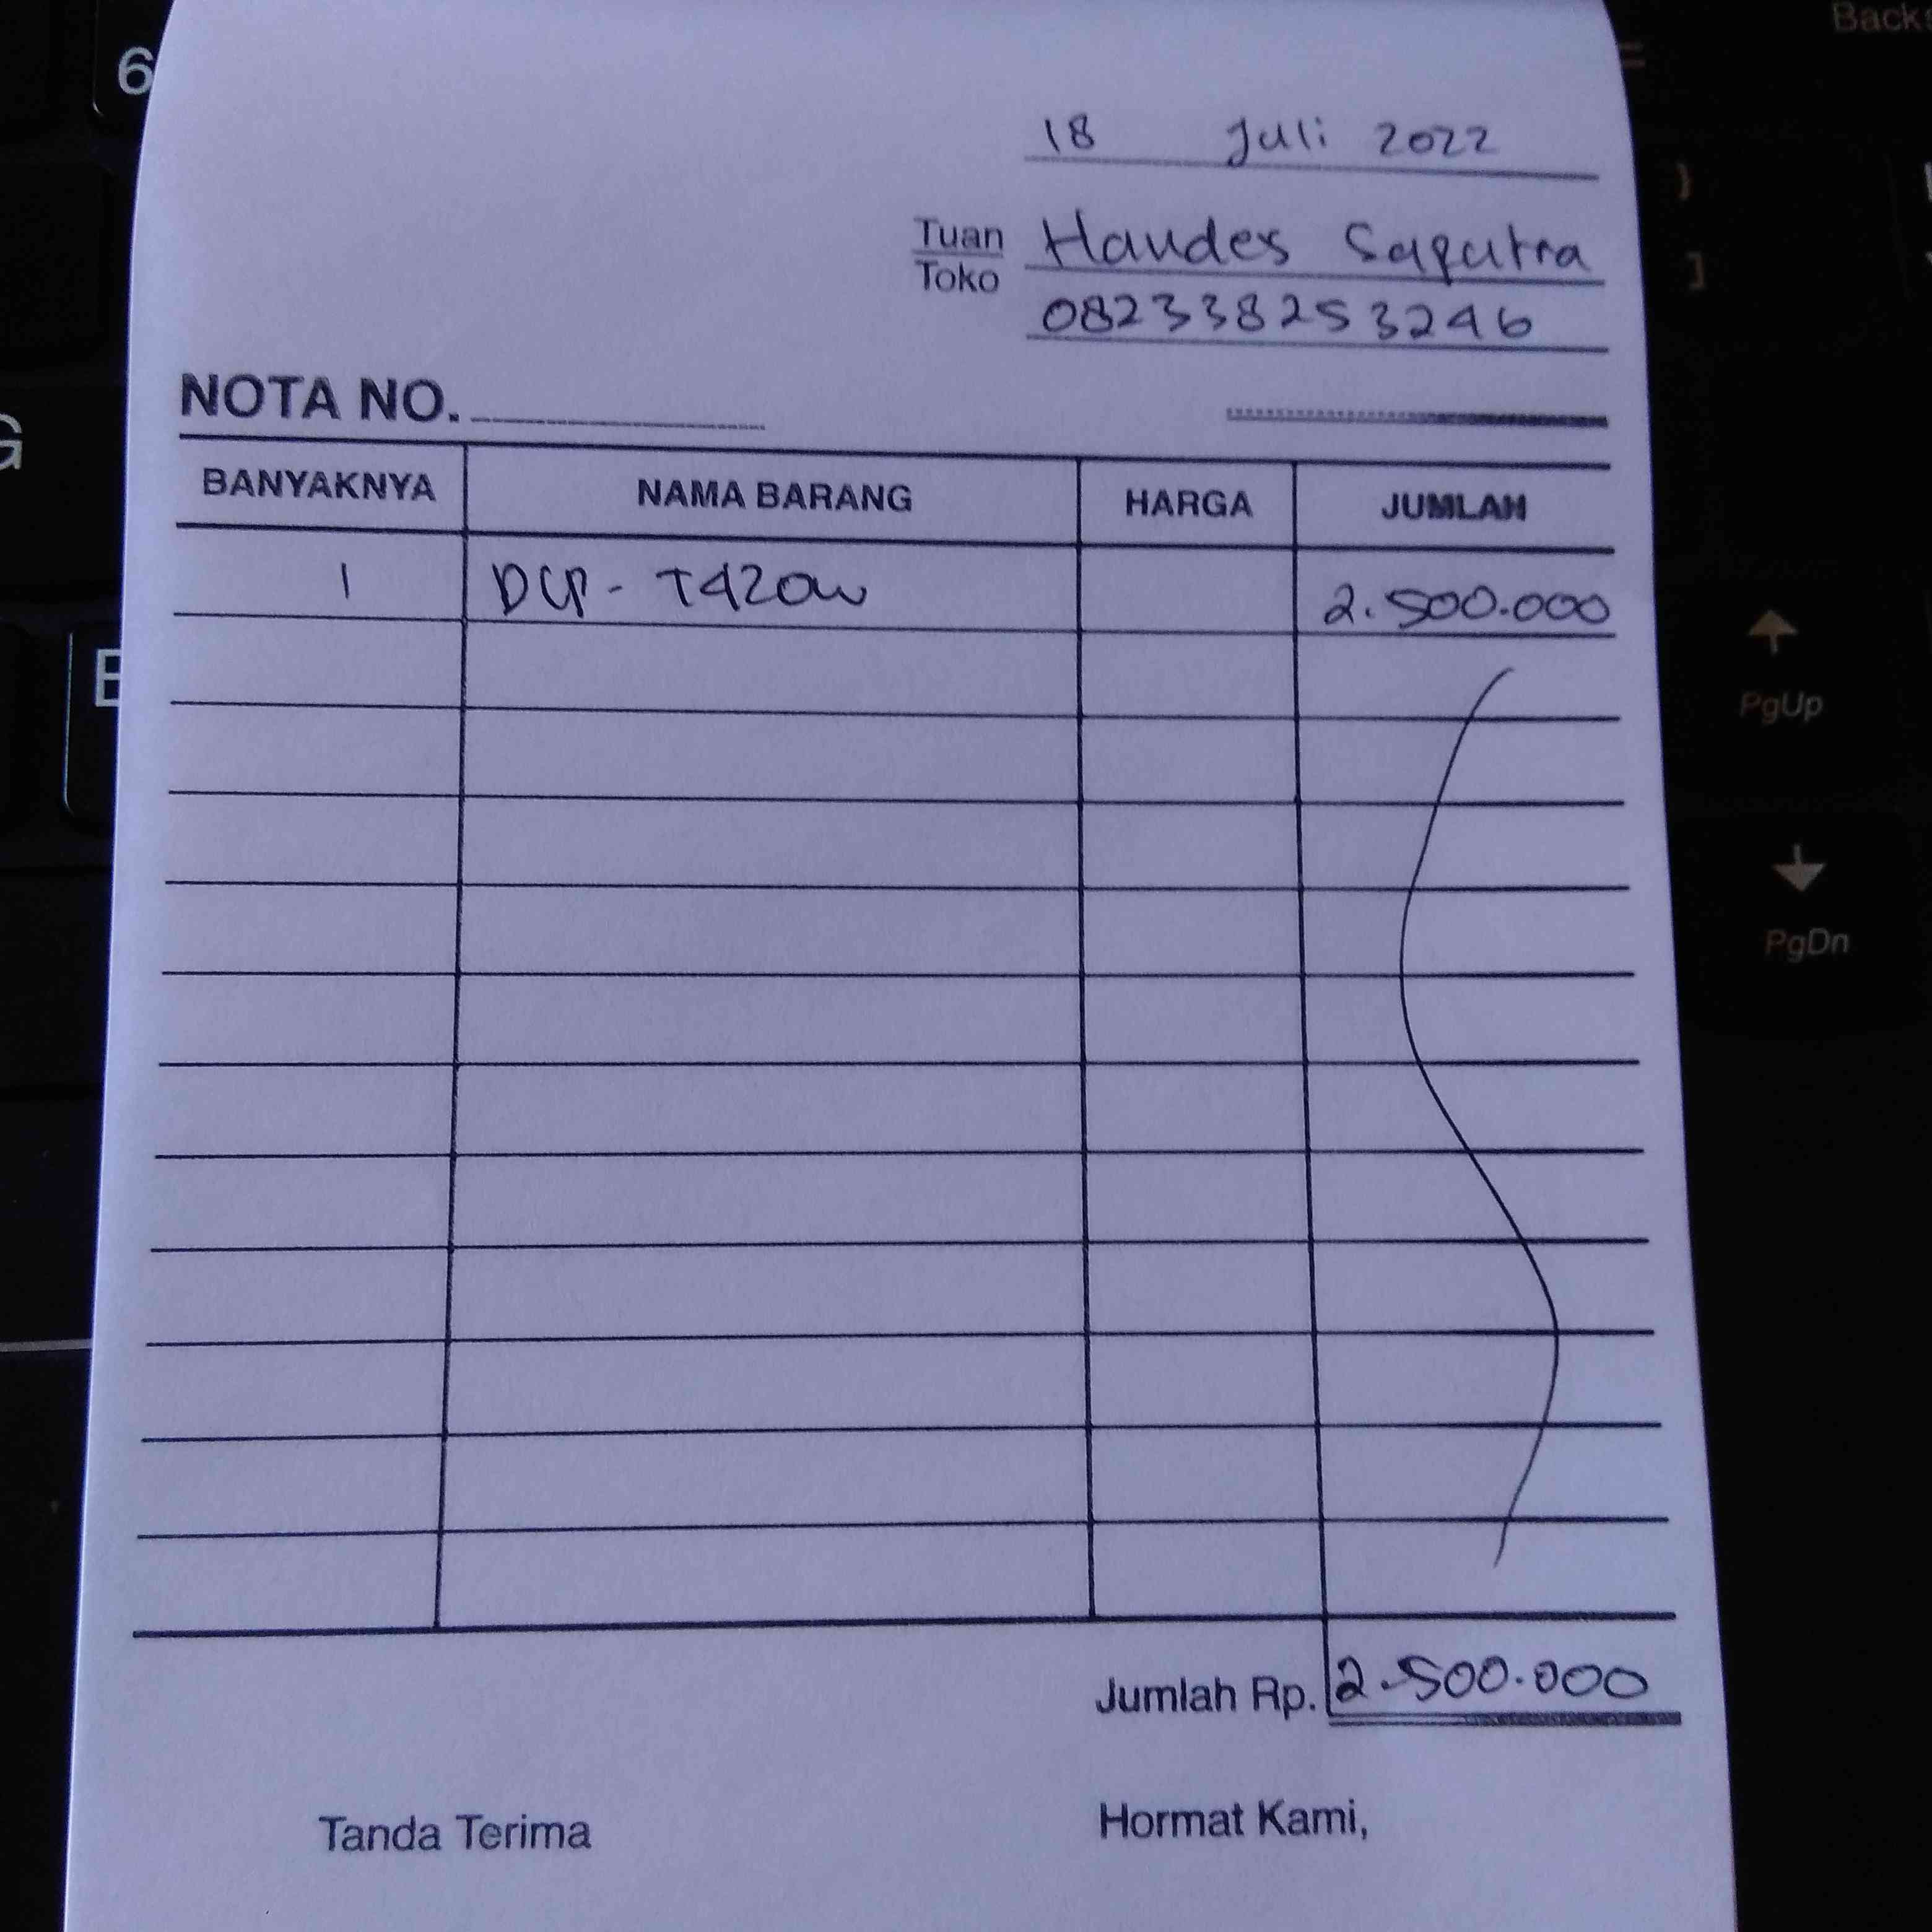 6
Backs
=
18 Juli 2022
}
Tuan Handes Saputra
Toko
]
082338253246
NOTA NO.
G
BANYAKNYA NAMA BARANG HARGA JUMLAH
1 DCP - T420w 2.500.000
PgUp
PgDn
Jumlah Rp. 2.500.000
Tanda Terima Hormat Kami,